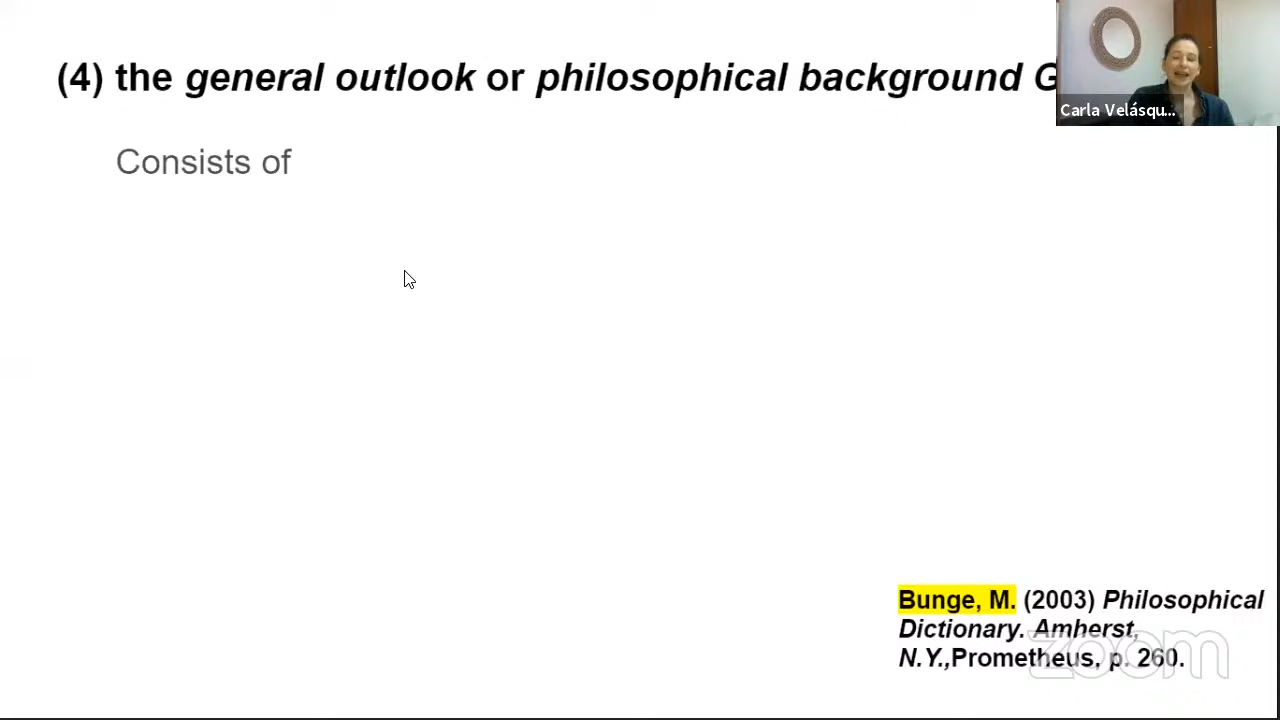 (4) the general outlook or philosophical background G
Carla Velásqu...
Consists of
Bunge, M. (2003) Philosophical
Dictionary. Amherst,
N.Y.,Prometheus, p. 260.
zoom